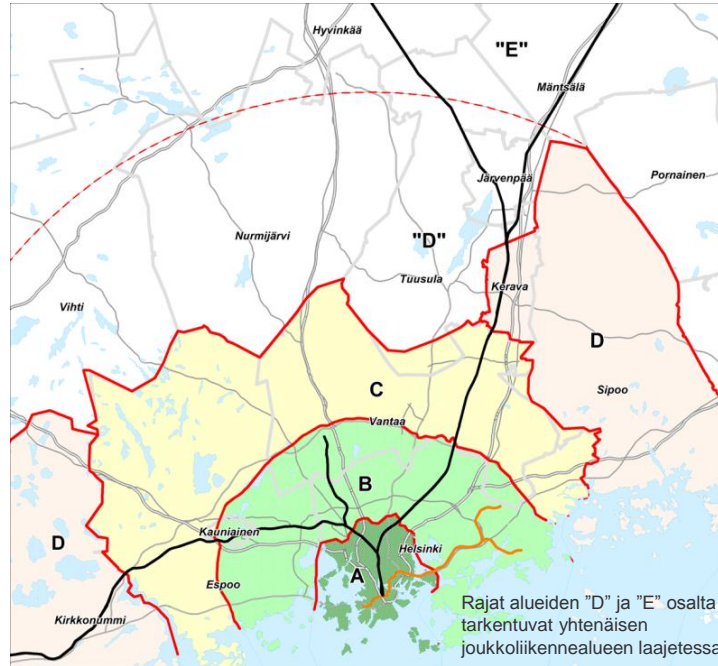 Hyvinkää
"E"
Mäntsälä
Järvenpää
Pornainen
Nurmijärvi
"D"
Tuusula
Kerava
Vihti
D
Sipoo
C
Vantaa
B
Kauniainen
D
Helsinki
A
Espoo
Kirkkonummi
Rajat alueiden ”D” ja ”E” osalta
tarkentuvat yhtenäisen
joukkoliikennealueen laajetessa